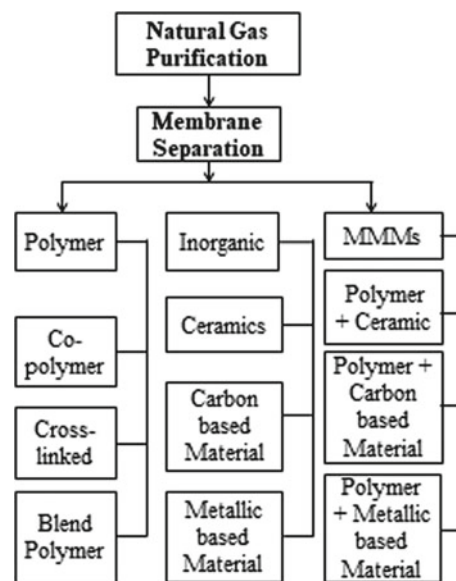 Natural Gas
Purification
Membrane
Separation
Polymer
Co-
polymer
Cross-
linked
Blend
Polymer
Inorganic
Ceramics
Carbon
based
Material
Metallic
based
Material
MMMs
Polymer
+ Ceramic
Polymer +
Carbon
based
Material
Polymer
+ Metallic
based
Material